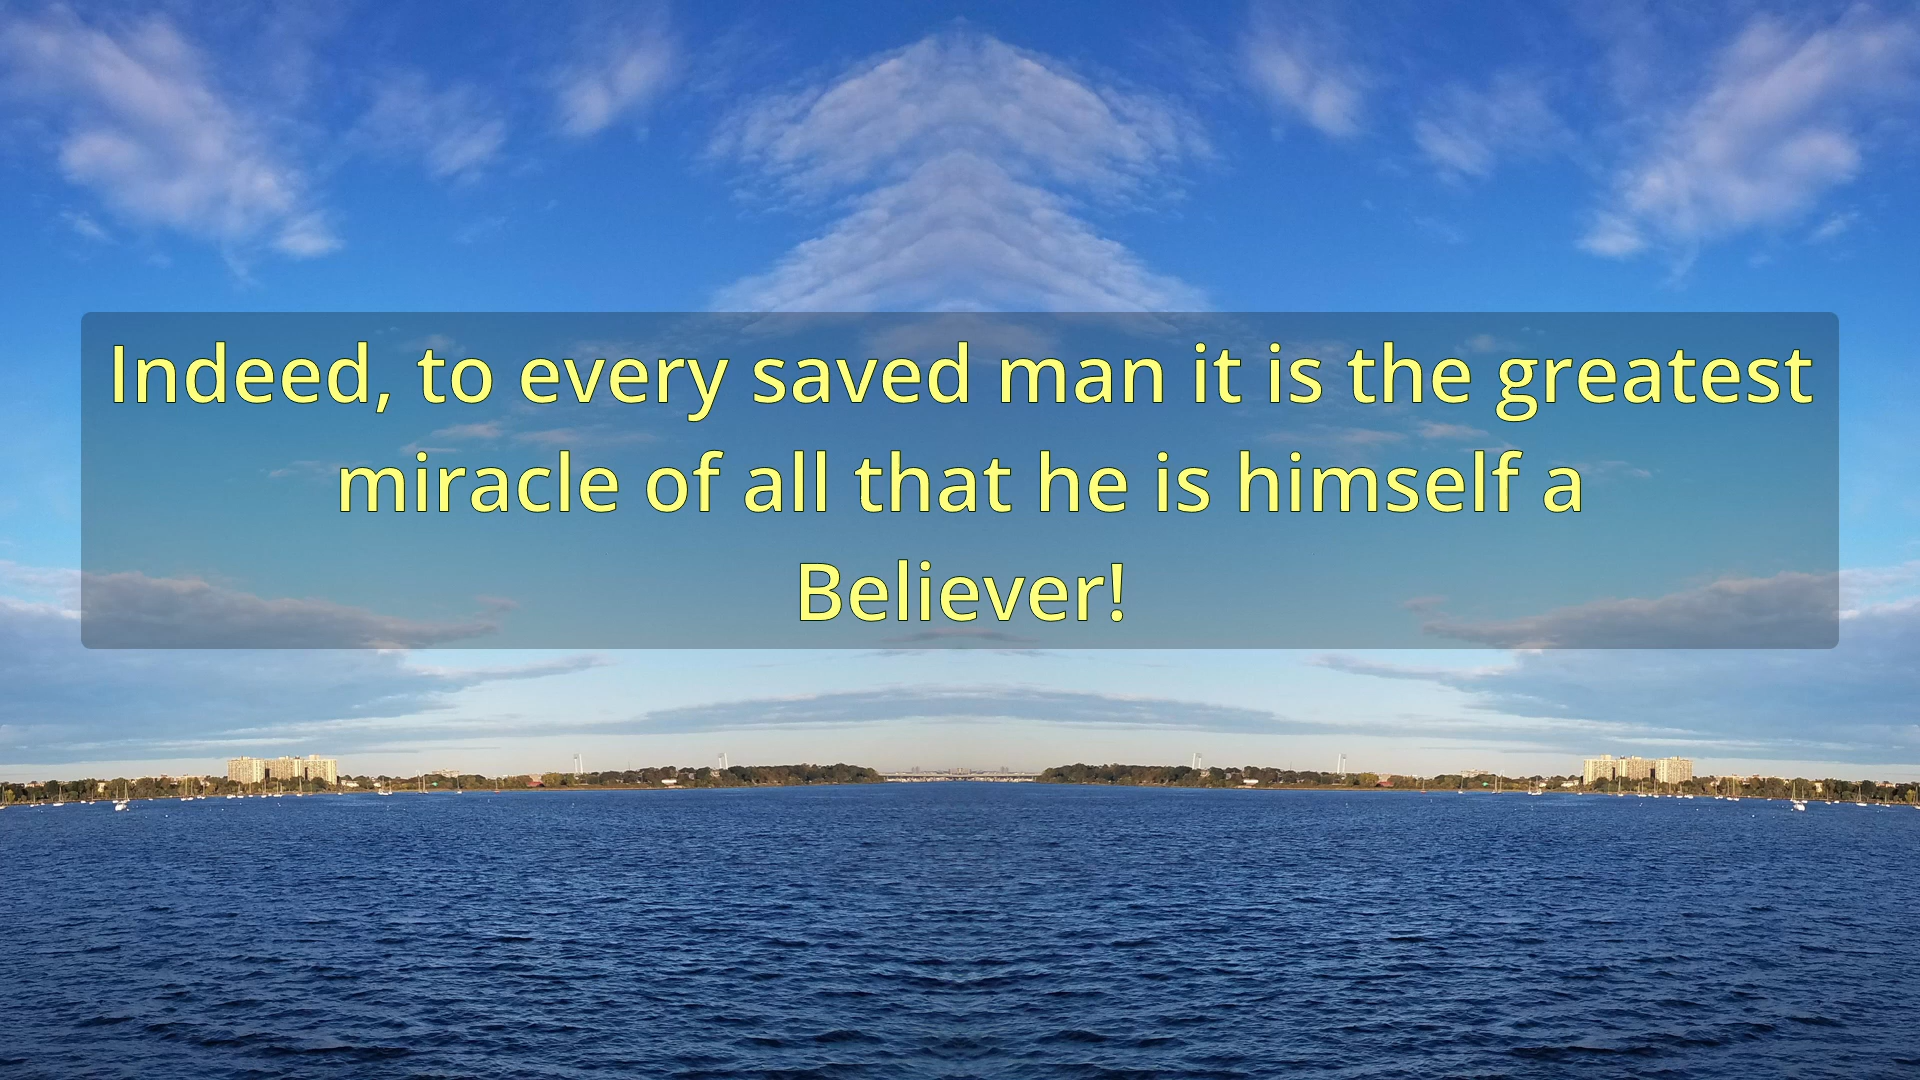 Indeed, to every saved man it is the greatest
miracle of all that he is himself a
Believer!